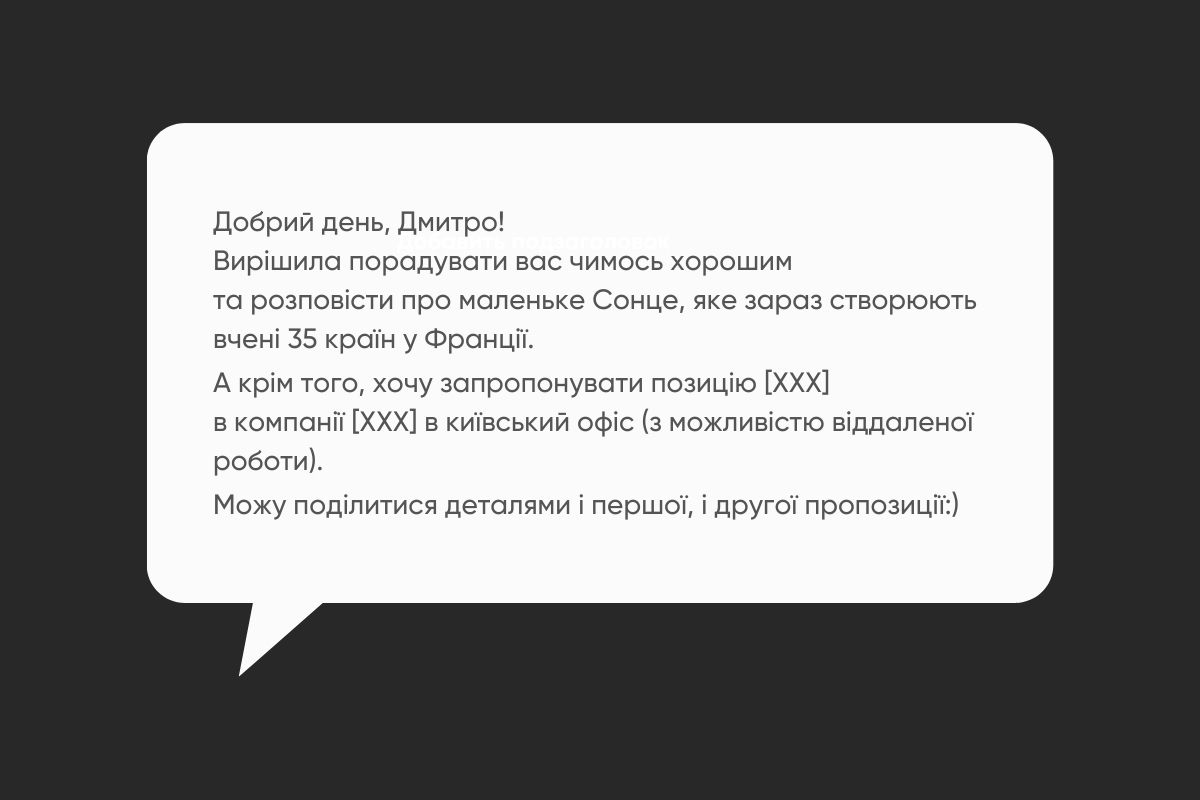 Добрий день, Дмитро!
Добавить подзаголовок
Вирішила порадувати вас чимось хорошим
та розповісти про маленьке Сонце, яке зараз створюють
вчені 35 країн у Франції.
А крім того, хочу запропонувати позицію [XXX]
в компанії [XXX] в київський офіс (з можливістю віддаленої
роботи).
Можу поділитися деталями і першої, і другої пропозиції:)